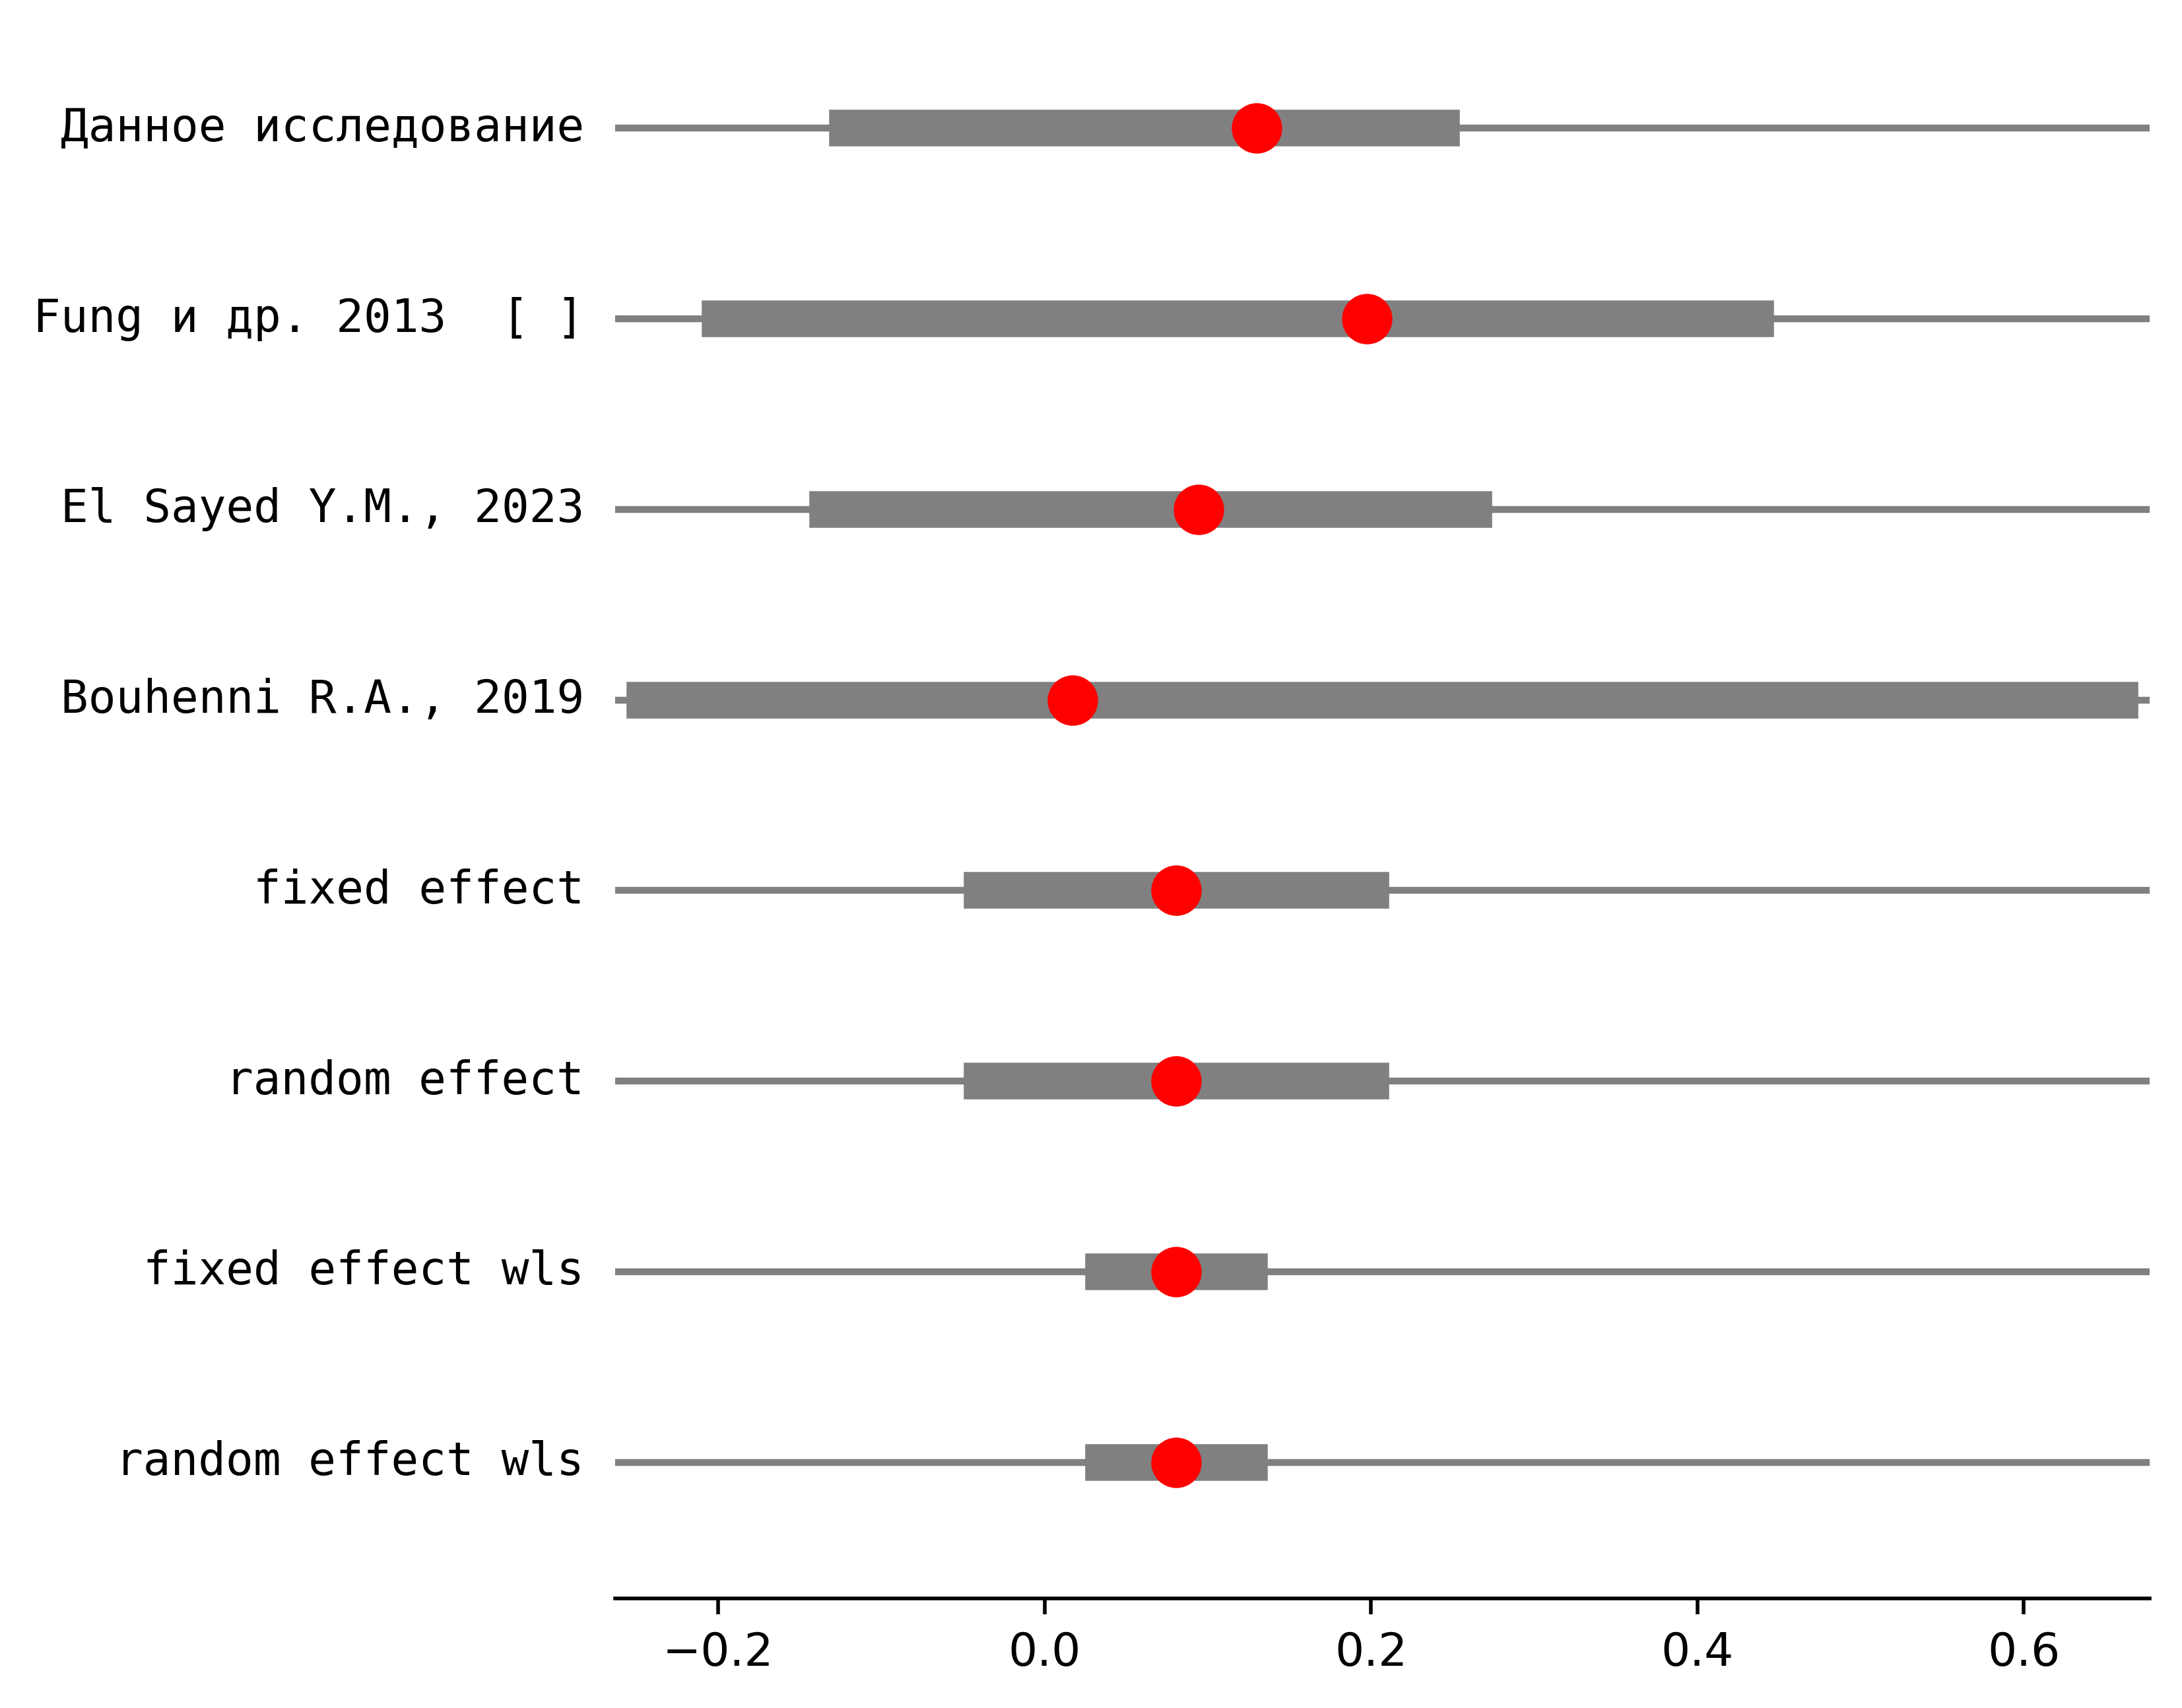 Данное исследование
Fung и др. 2013  [ ]
El Sayed Y.M., 2023
Bouhenni R.A., 2019
fixed effect
random effect
fixed effect wls
random effect wls
−0.2 0.0 0.2 0.4 0.6